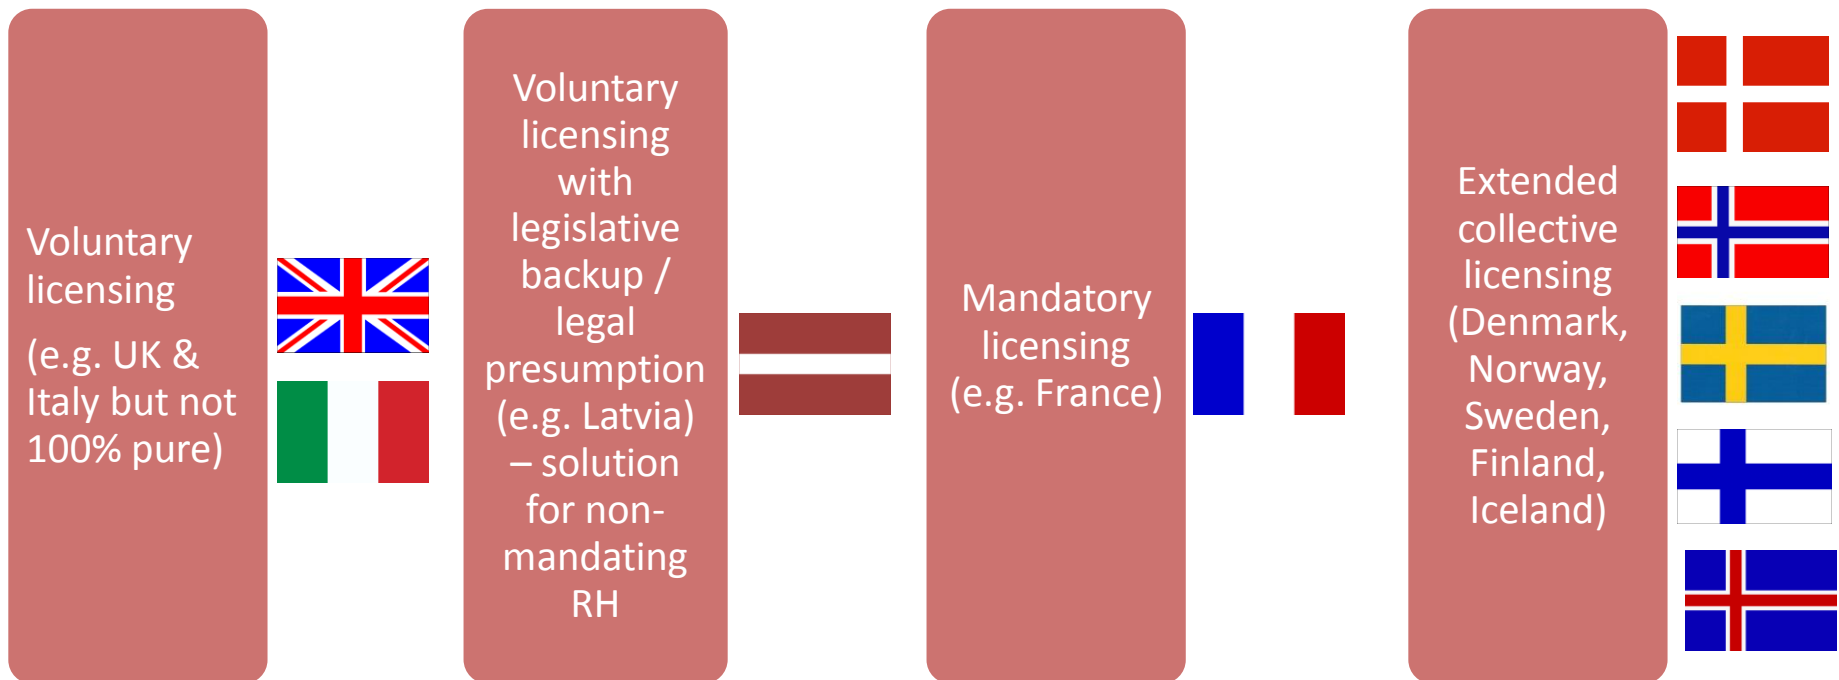 Voluntary
licensing
(e.g. UK &
Italy but not
100% pure)
Voluntary
licensing
with
legislative
backup /
legal
presumption
(e.g. Latvia)
– solution
for non-
mandating
RH
Mandatory
licensing
(e.g. France)
Extended
collective
licensing
(Denmark,
Norway,
Sweden,
Finland,
Iceland)